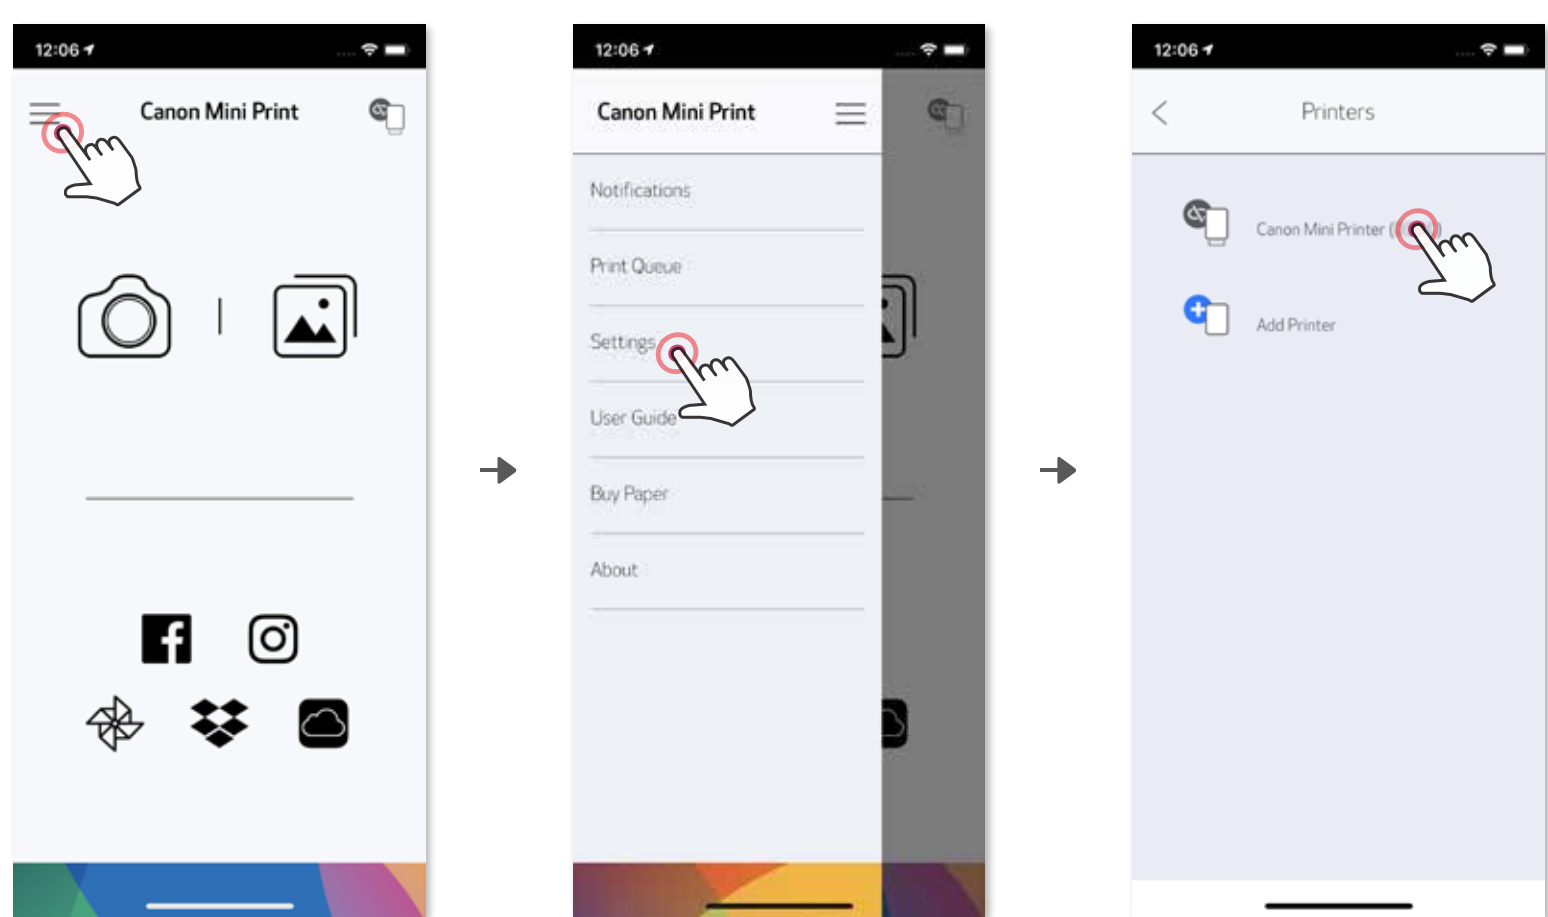 12:06
Canon Mini Print
12:06
Canon Mini Print
Notifications
Print Queue
Settings
User Guide
Buy Paper
About
12:06
Printers
Canon Mini Printer (
Add Printer